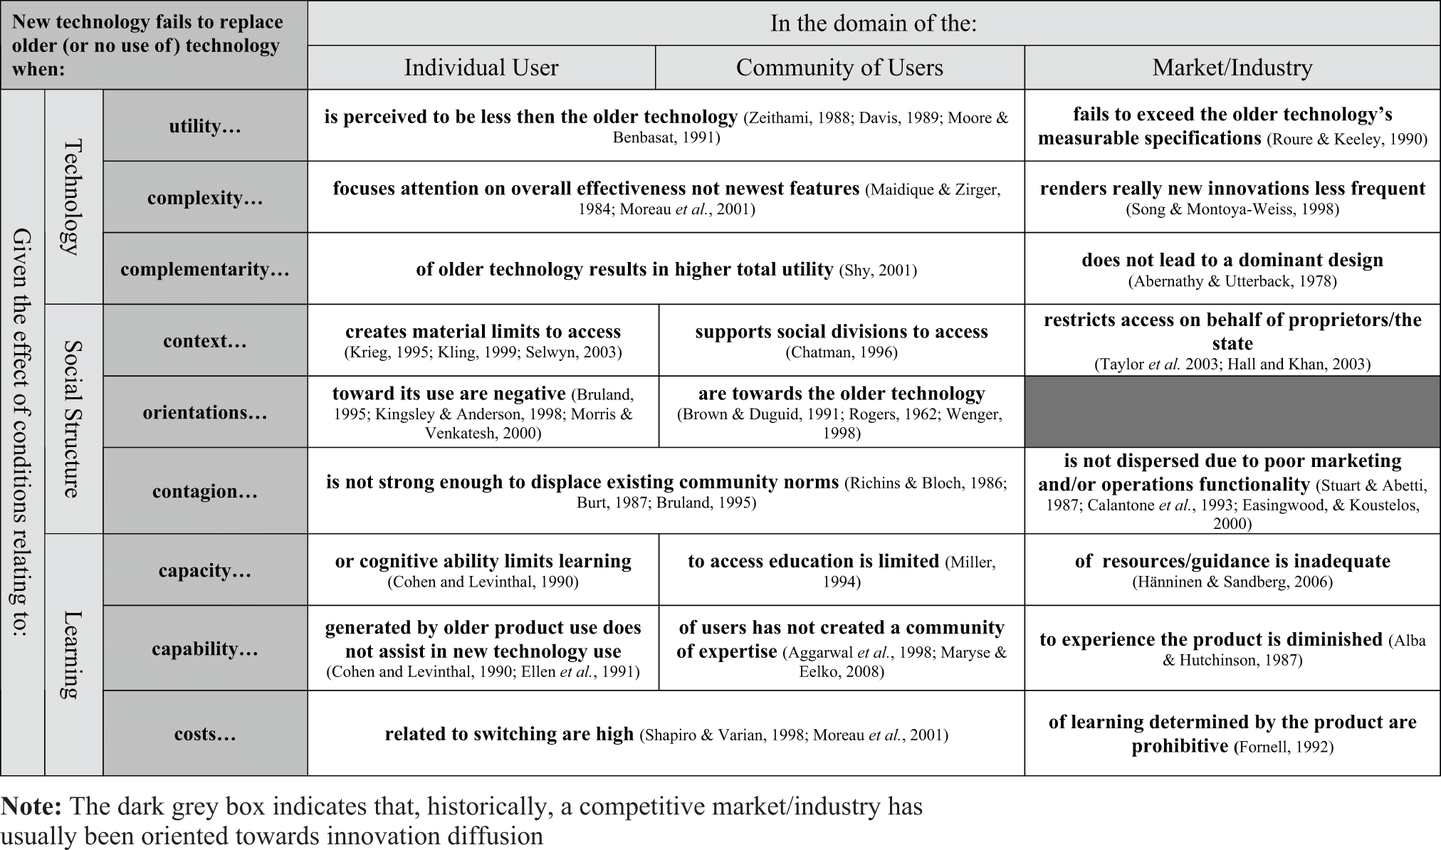 New technology fails to replace
older (or no use of) technology
when:
In the domain of the:
Individual User
Community of Users
Market/Industry
Given the effect of conditions relating to:
Technology
utility…
is perceived to be less then the older technology (Zeithami, 1988; Davis, 1989; Moore &
Benbasat, 1991)
fails to exceed the older technology’s
measurable specifications (Roure & Keeley, 1990)
complexity…
focuses attention on overall effectiveness not newest features (Maidique & Zirger,
1984; Moreau et al., 2001)
renders really new innovations less frequent
(Song & Montoya-Weiss, 1998)
complementarity…
of older technology results in higher total utility (Shy, 2001)
does not lead to a dominant design
(Abernathy & Utterback, 1978)
Social Structure
context…
creates material limits to access
(Krieg, 1995; Kling, 1999; Selwyn, 2003)
supports social divisions to access
(Chatman, 1996)
restricts access on behalf of proprietors/the
state
(Taylor et al. 2003; Hall and Khan, 2003)
orientations…
toward its use are negative (Bruland,
1995; Kingsley & Anderson, 1998; Morris &
Venkatesh, 2000)
are towards the older technology
(Brown & Duguid, 1991; Rogers, 1962; Wenger,
1998)
contagion…
is not strong enough to displace existing community norms (Richins & Bloch, 1986;
Burt, 1987; Bruland, 1995)
is not dispersed due to poor marketing
and/or operations functionality (Stuart & Abetti,
1987; Calantone et al., 1993; Easingwood, & Koustelos,
2000)
Learning
capacity…
or cognitive ability limits learning
(Cohen and Levinthal, 1990)
to access education is limited (Miller,
1994)
of resources/guidance is inadequate
(Hänninen & Sandberg, 2006)
capability…
generated by older product use does
not assist in new technology use
(Cohen and Levinthal, 1990; Ellen et al., 1991)
of users has not created a community
of expertise (Aggarwal et al., 1998; Maryse &
Eelko, 2008)
to experience the product is diminished (Alba
& Hutchinson, 1987)
costs…
related to switching are high (Shapiro & Varian, 1998; Moreau et al., 2001)
of learning determined by the product are
prohibitive (Fornell, 1992)
Note: The dark grey box indicates that, historically, a competitive market/industry has
usually been oriented towards innovation diffusion